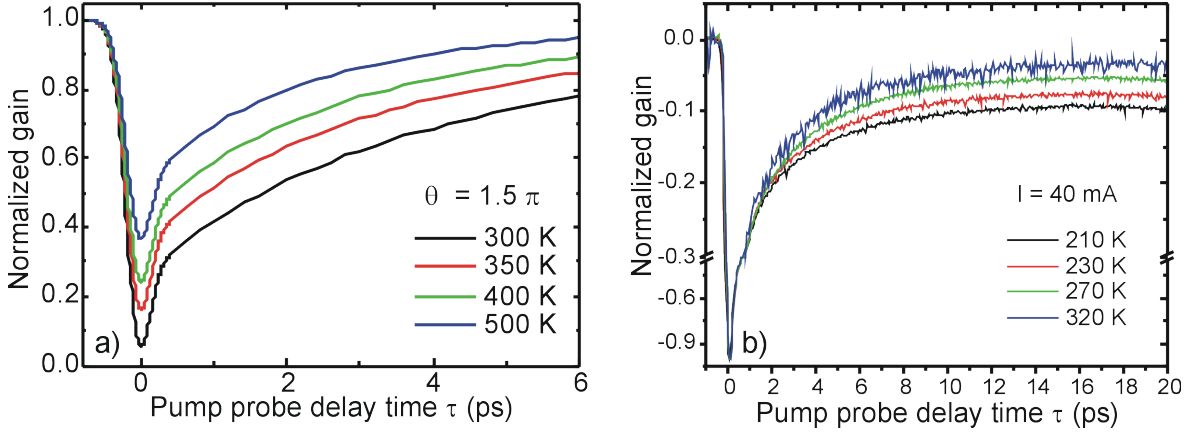 1.0
0.8
0.6
0.4
0.2
0.0
Normalized gain
θ = 1.5 π
300 K
350 K
400 K
500 K
a)
0 2 4 6
Pump probe delay time τ (ps)
0.0
-0.1
-0.2
-0.3
-0.6
-0.9
Normalized gain
I = 40 mA
210 K
230 K
270 K
320 K
b)
0 2 4 6 8 10 12 14 16 18 20
Pump probe delay time τ (ps)